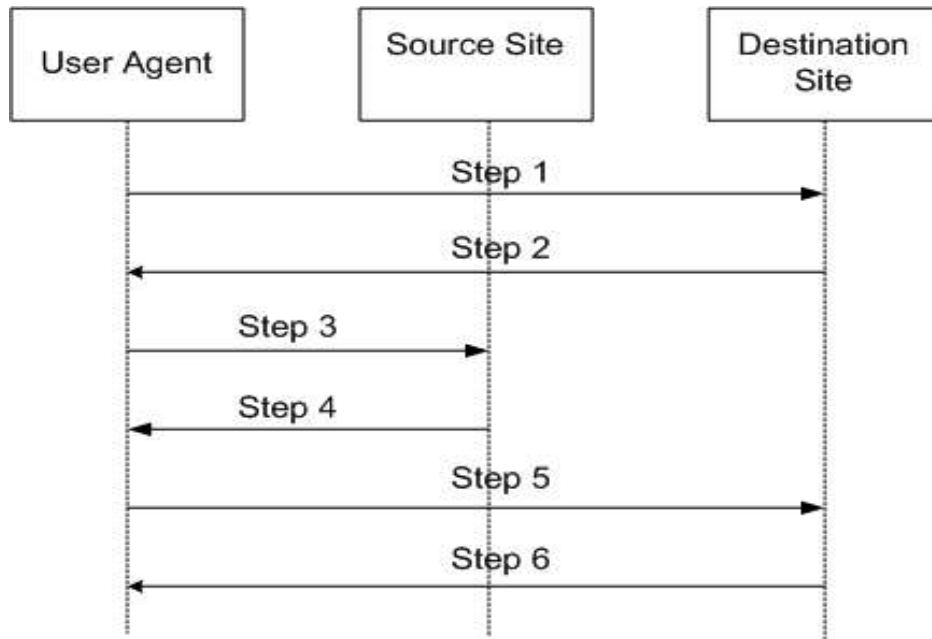 User Agent
Source Site
Destination
Site
Step 1
Step 2
Step 3
Step 4
Step 5
Step 6